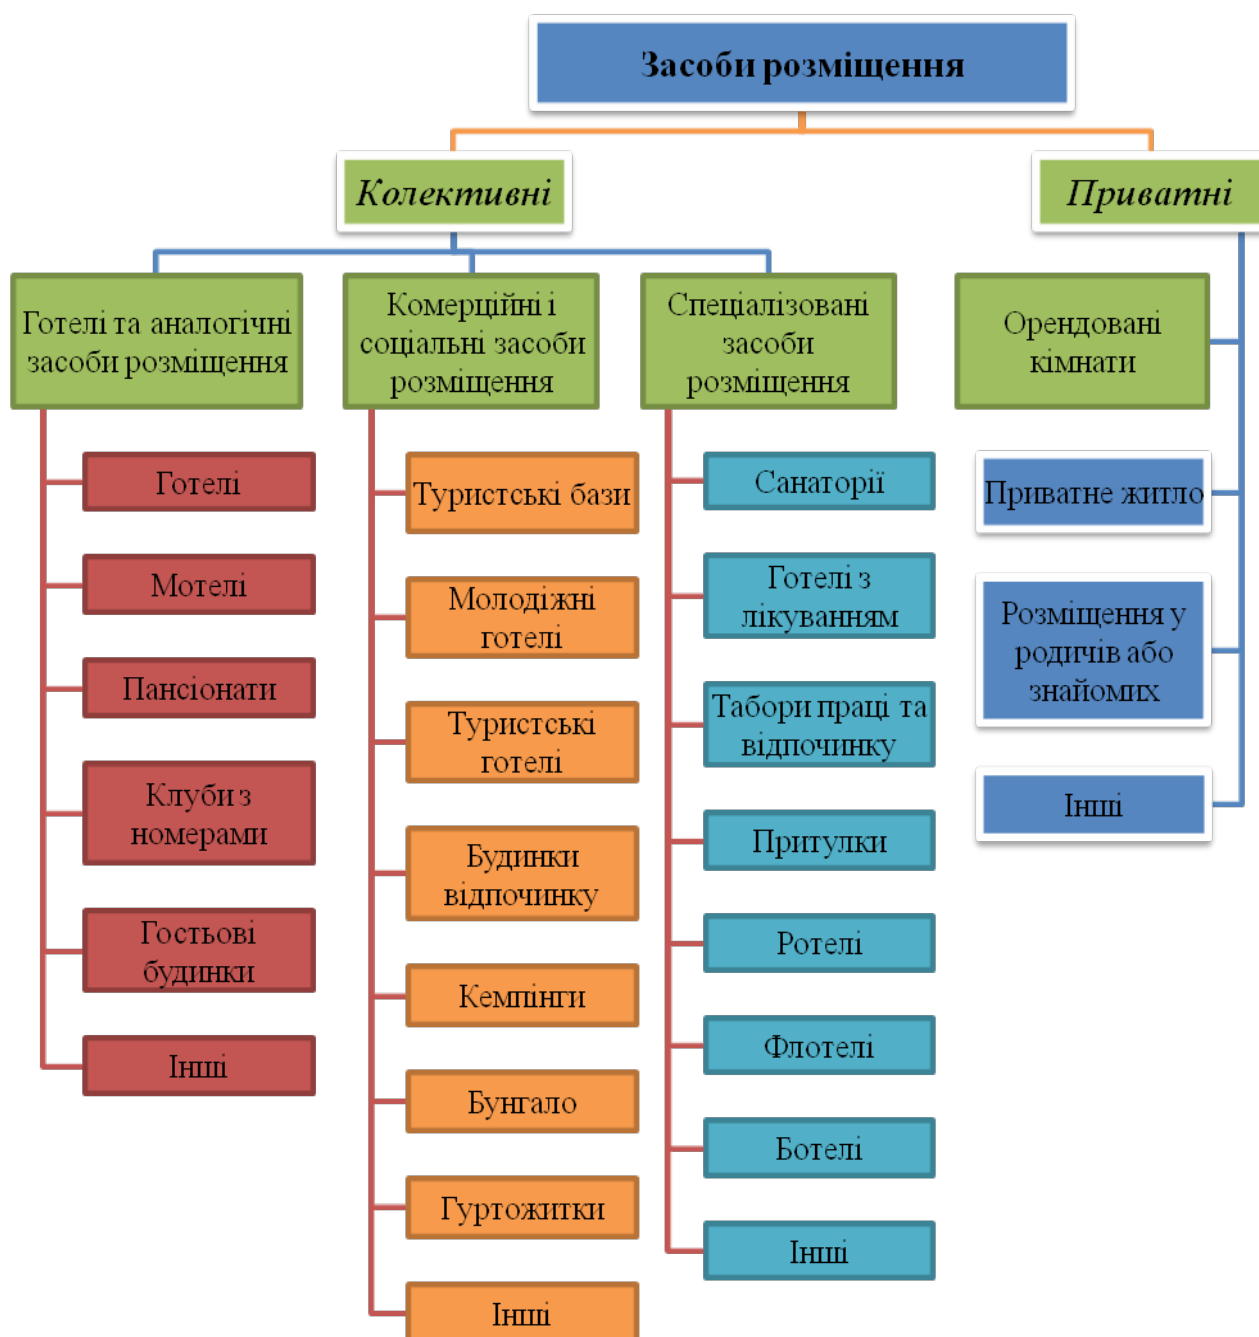 Засоби розміщення
Колективні
Приватні
Готелі та аналогічні
засоби розміщення
Комерційні і
соціальні засоби
розміщення
Спеціалізовані
засоби
розміщення
Орендовані
кімнати
Готелі
Мотелі
Пансіонати
Клуби з
номерами
Гостьові
будинки
Інші
Туристські бази
Молодіжні
готелі
Туристські
готелі
Будинки
відпочинку
Кемпінги
Бунгало
Гуртожитки
Інші
Санаторії
Готелі з
лікуванням
Табори праці та
відпочинку
Притулки
Ротелі
Флотелі
Ботелі
Інші
Приватне житло
Розміщення у
родичів або
знайомих
Інші